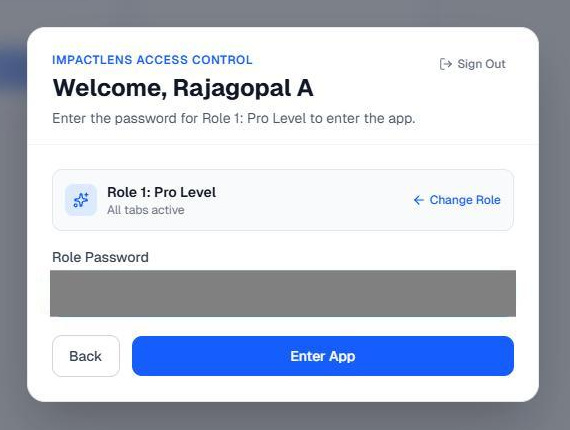 IMPACTLENS ACCESS CONTROL
Sign Out
Welcome, Rajagopal A
Enter the password for Role 1: Pro Level to enter the app.
Role 1: Pro Level
All tabs active
← Change Role
Role Password
Back
Enter App